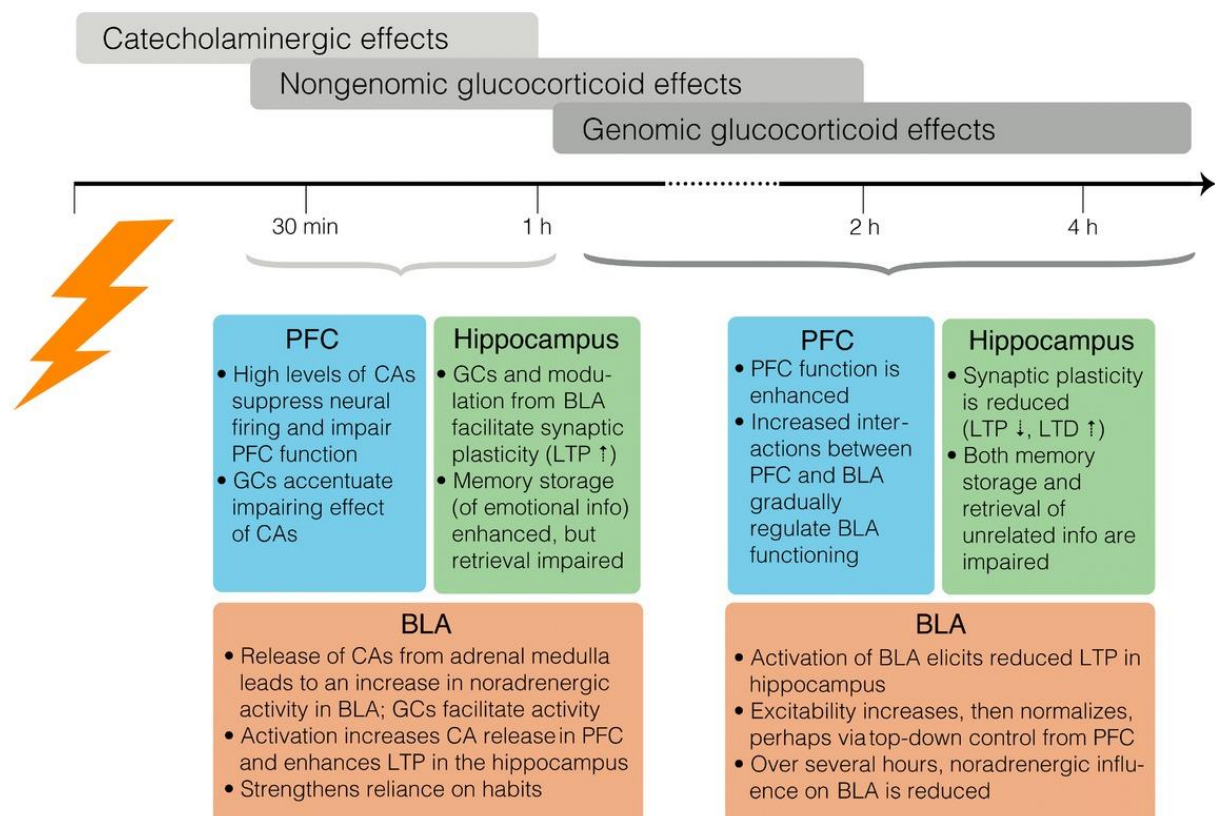 Catecholaminergic effects
Nongenomic glucocorticoid effects
Genomic glucocorticoid effects
30 min
1 h
2 h
4 h
PFC
• High levels of CAs
suppress neural
firing and impair
PFC function
• GCs accentuate
impairing effect
of CAs
Hippocampus
• GCs and modu-
lation from BLA
facilitate synaptic
plasticity (LTP ↑)
• Memory storage
(of emotional info)
enhanced, but
retrieval impaired
BLA
• Release of CAs from adrenal medulla
leads to an increase in noradrenergic
activity in BLA; GCs facilitate activity
• Activation increases CA release in PFC
and enhances LTP in the hippocampus
• Strengthens reliance on habits
PFC
• PFC function is
enhanced
• Increased inter-
actions between
PFC and BLA
gradually
regulate BLA
functioning
Hippocampus
• Synaptic plasticity
is reduced
(LTP ↓, LTD ↑)
• Both memory
storage and
retrieval of
unrelated info are
impaired
BLA
• Activation of BLA elicits reduced LTP in
hippocampus
• Excitability increases, then normalizes,
perhaps via top-down control from PFC
• Over several hours, noradrenergic influ-
ence on BLA is reduced